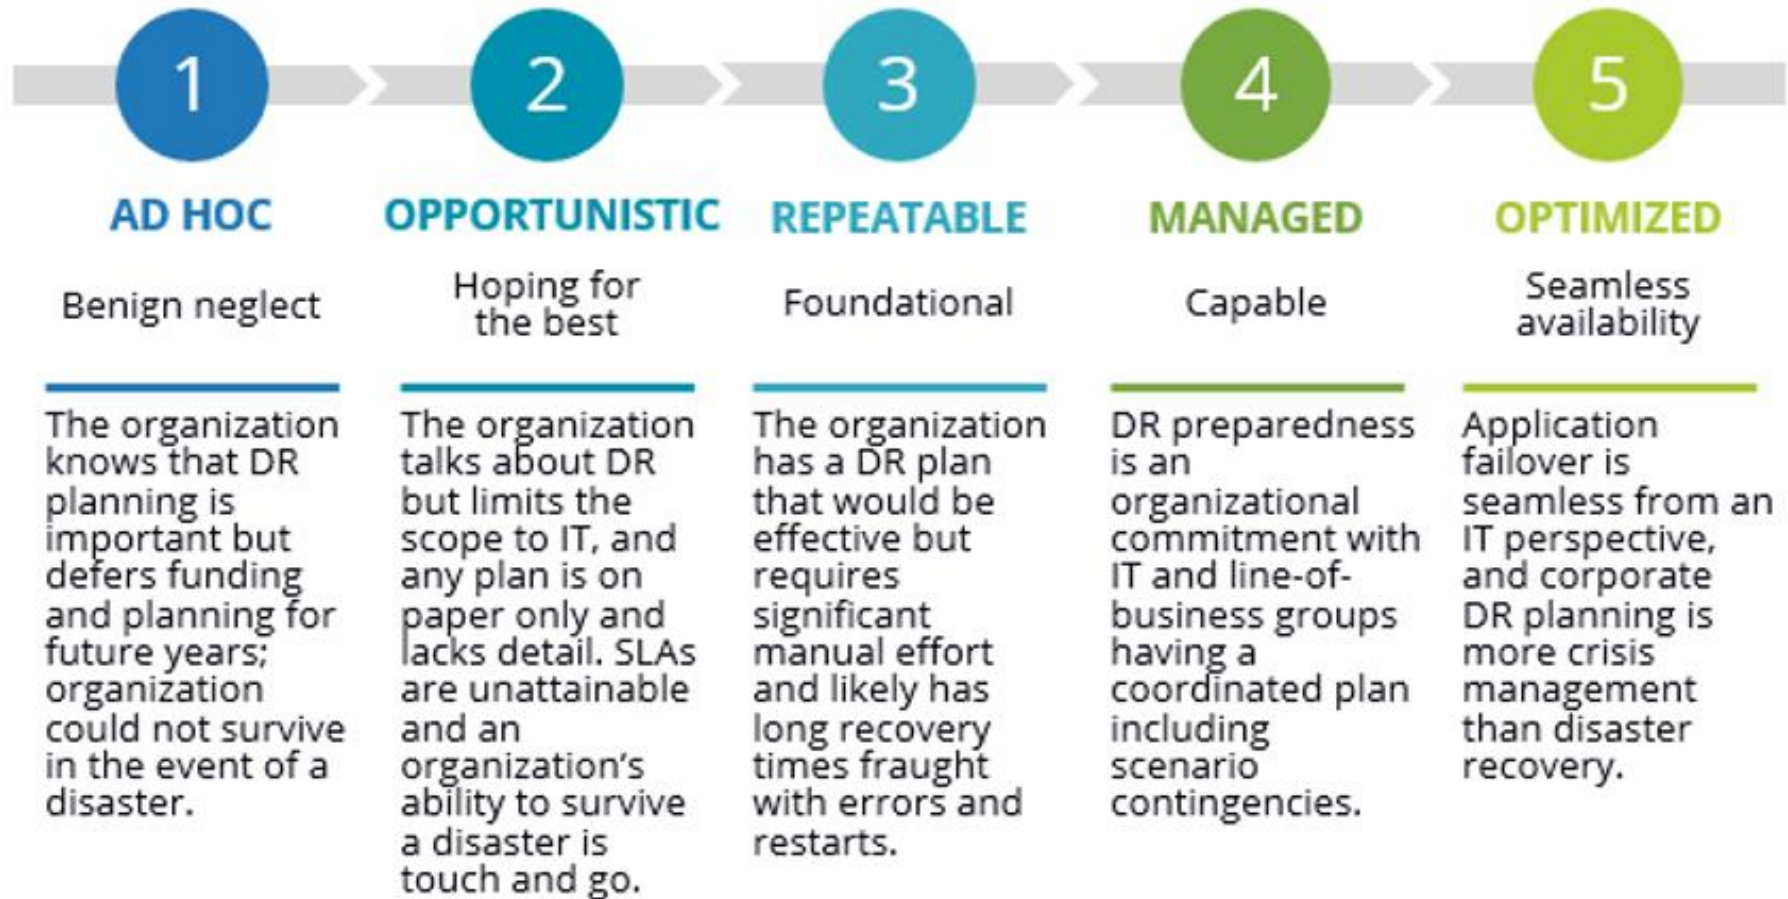 1
AD HOC
Benign neglect
The organization
knows that DR
planning is
important but
defers funding
and planning for
future years;
organization
could not survive
in the event of a
disaster.
2
OPPORTUNISTIC
Hoping for
the best
The organization
talks about DR
but limits the
scope to IT, and
any plan is on
paper only and
lacks detail. SLAs
are unattainable
and an
organization’s
ability to survive
a disaster is
touch and go.
3
REPEATABLE
Foundational
The organization
has a DR plan
that would be
effective but
requires
significant
manual effort
and likely has
long recovery
times fraught
with errors and
restarts.
4
MANAGED
Capable
DR preparedness
is an
organizational
commitment with
IT and line-of-
business groups
having a
coordinated plan
including
scenario
contingencies.
5
OPTIMIZED
Seamless
availability
Application
failover is
seamless from an
IT perspective,
and corporate
DR planning is
more crisis
management
than disaster
recovery.